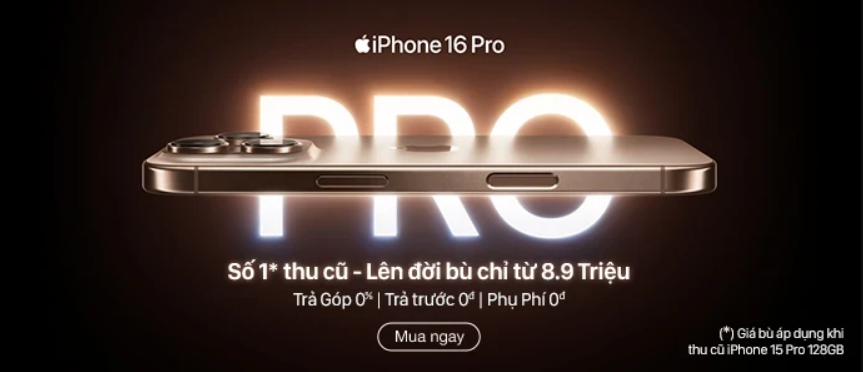 iPhone 16 Pro
PRO
Số 1* thu cũ - Lên đời bù chỉ từ 8.9 Triệu
Trả Góp 0% | Trả trước 0đ | Phụ Phí 0đ
Mua ngay
(*) Giá bù áp dụng khi
thu cũ iPhone 15 Pro 128GB